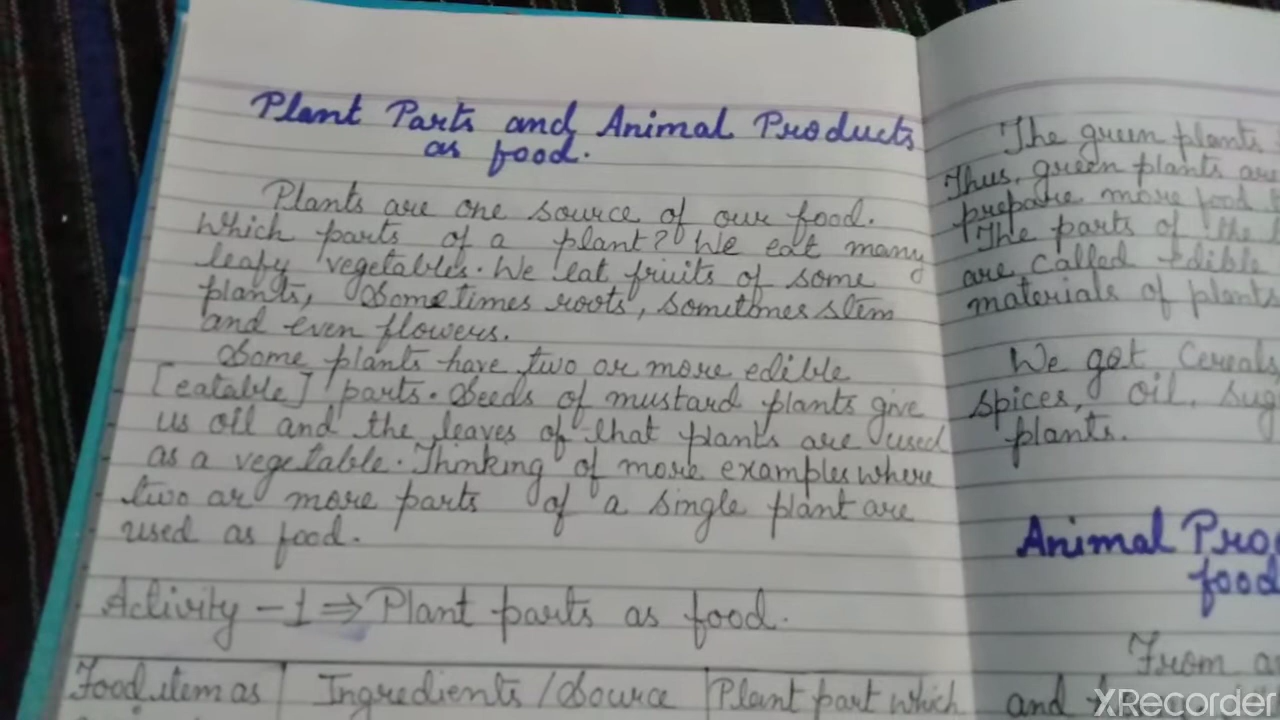 Plant Parts and Animal Products
as food.
Plants are one source of our food.
Which parts of a plant? We eat many
leafy vegetables. We eat fruits of some
plants, Sometimes roots, sometimes stem
and even flowers.
Some plants have two or more edible
[eatable] parts. Seeds of mustard plants give
us oil and the leaves of that plants are used
as a vegetable. Thinking of more examples where
two or more parts of a single plant are
used as food.
Activity - 1 ⇒ Plant parts as food.
Food item as | Ingredients / Source | Plant part which
The green plants
Thus, green plants are
prepare more food
The parts of the
are called edible
materials of plants
We get Cereals
spices, oil, sug
plants.
Animal Pro
food
From a
and
XRecorder